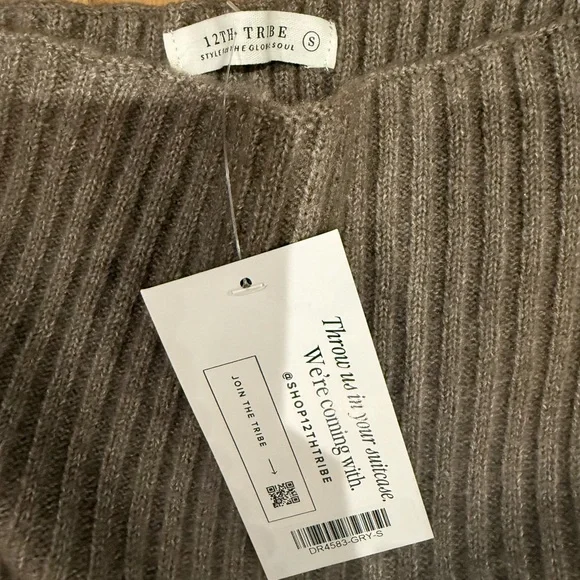 12TH+ TRIBE
STYLE FOR THE GLOBAL SOUL
S
Throw us in your suitcase.
We're coming with.
@SHOP12THTRIBE
JOIN THE TRIBE →
DR4583-GRY-S